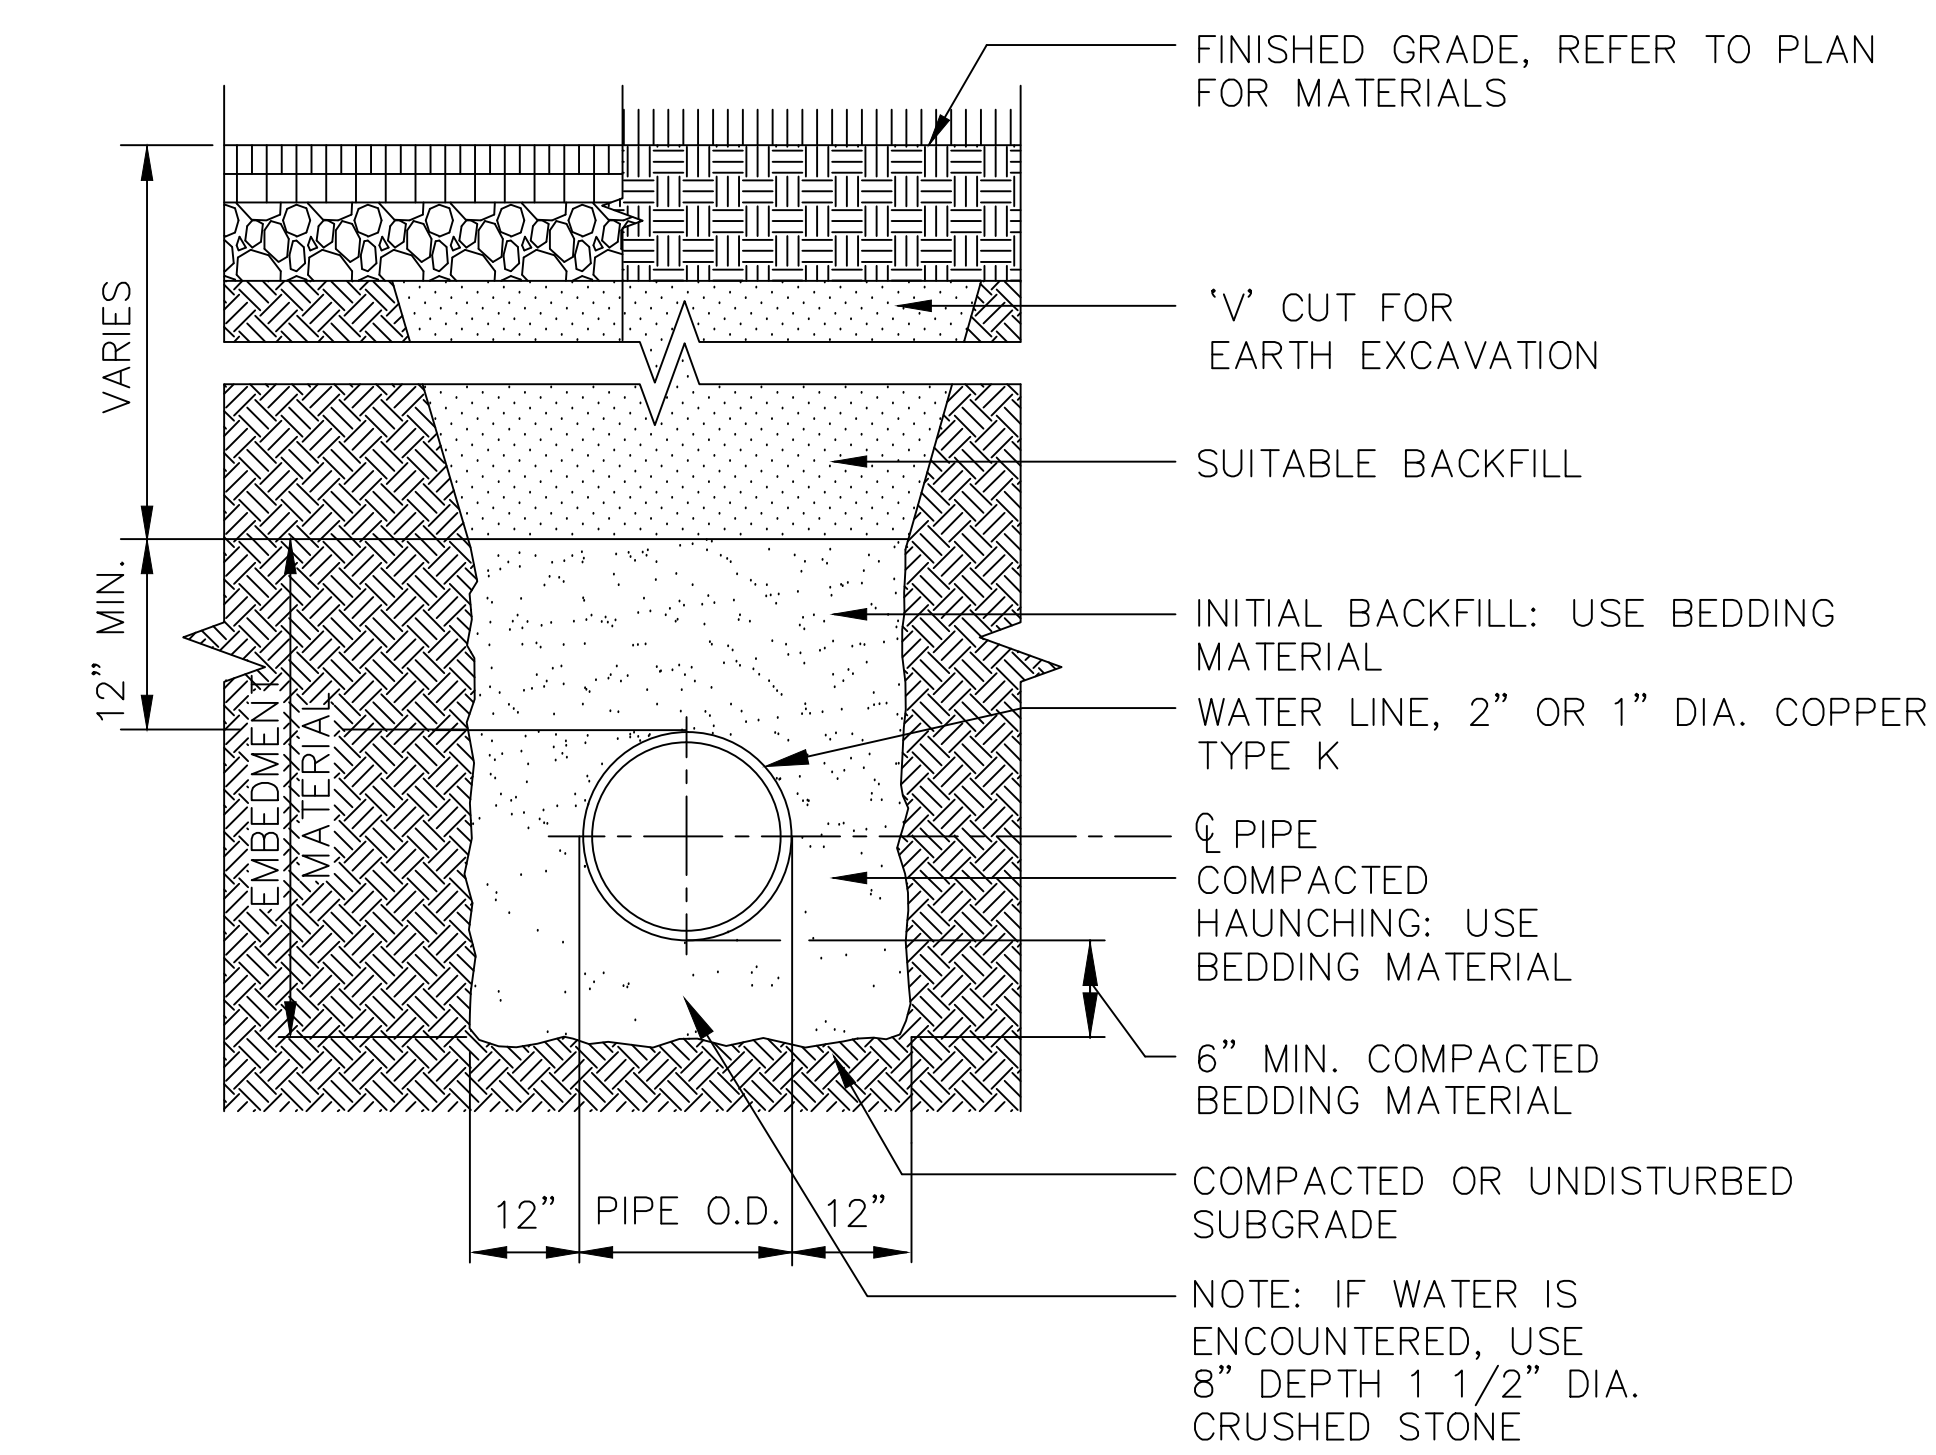 FINISHED GRADE, REFER TO PLAN
FOR MATERIALS
‘V’ CUT FOR
EARTH EXCAVATION
VARIES
SUITABLE BACKFILL
12” MIN.
INITIAL BACKFILL: USE BEDDING
MATERIAL
EMBEDMENT
MATERIAL
WATER LINE, 2” OR 1” DIA. COPPER
TYPE K
℄ PIPE
COMPACTED
HAUNCHING: USE
BEDDING MATERIAL
6” MIN. COMPACTED
BEDDING MATERIAL
COMPACTED OR UNDISTURBED
SUBGRADE
12”
PIPE O.D.
12”
NOTE: IF WATER IS
ENCOUNTERED, USE
8” DEPTH 1 1/2” DIA.
CRUSHED STONE